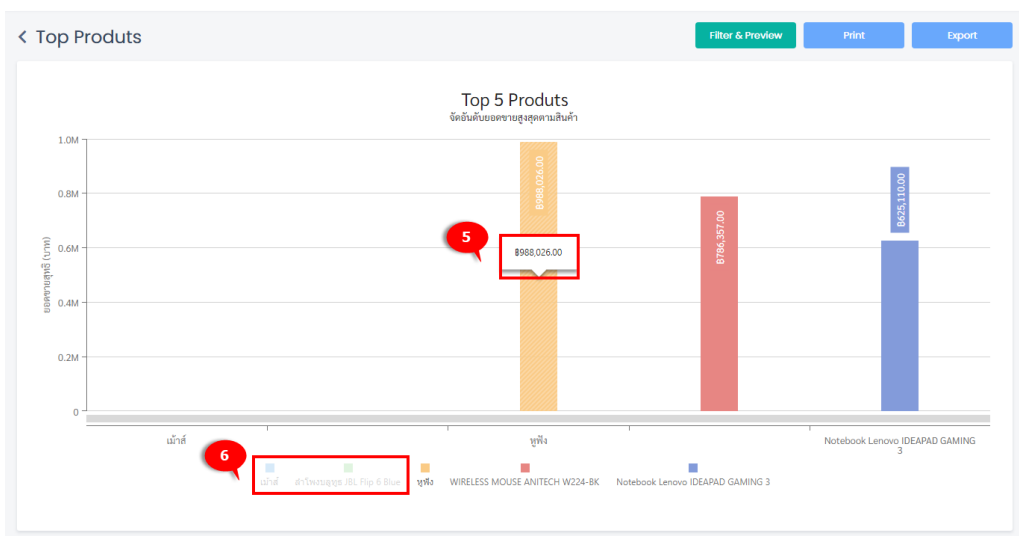 Top Produts
Filter & Preview
Print
Export
Top 5 Produts
จัดอันดับยอดขายสูงสุดตามสินค้า
ยอดขายสุทธิ (บาท)
1.0M
0.8M
0.6M
0.4M
0.2M
0
฿988,026.00
5
฿988,026.00
฿786,357.00
฿625,110.00
เม้าส์
หูฟัง
Notebook Lenovo IDEAPAD GAMING
3
6
เม้าส์ ลำโพงบลูทูธ JBL Flip 6 Blue หูฟัง WIRELESS MOUSE ANITECH W224-BK Notebook Lenovo IDEAPAD GAMING 3